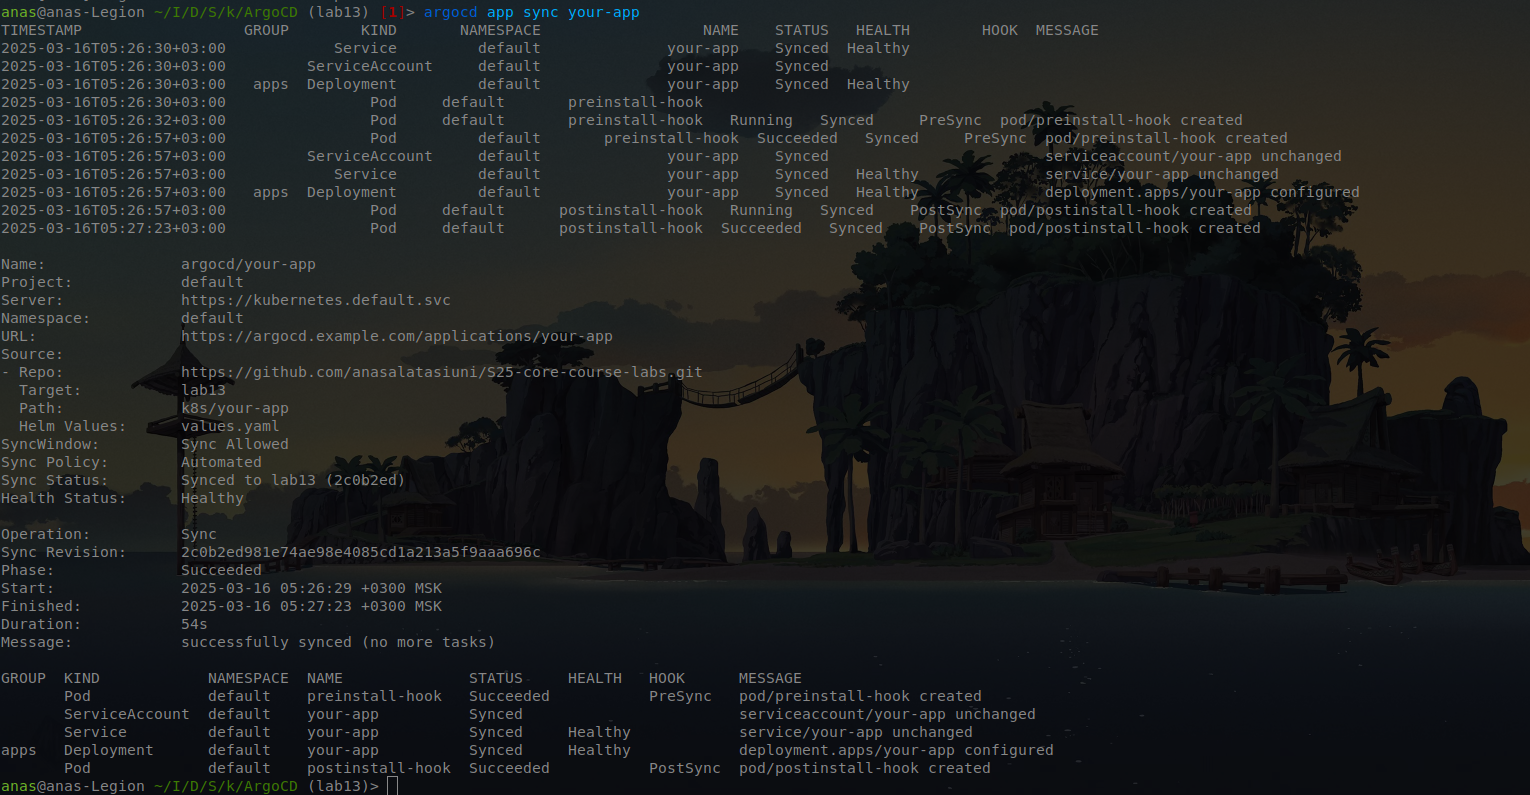 anas@anas-Legion ~/I/D/S/k/ArgoCD (lab13) [1]> argocd app sync your-app
TIMESTAMP                  GROUP        KIND       NAMESPACE                  NAME    STATUS   HEALTH        HOOK  MESSAGE
2025-03-16T05:26:30+03:00            Service         default              your-app    Synced  Healthy
2025-03-16T05:26:30+03:00         ServiceAccount     default              your-app    Synced
2025-03-16T05:26:30+03:00   apps  Deployment         default              your-app    Synced  Healthy
2025-03-16T05:26:30+03:00                Pod     default       preinstall-hook
2025-03-16T05:26:32+03:00                Pod     default       preinstall-hook   Running   Synced     PreSync  pod/preinstall-hook created
2025-03-16T05:26:57+03:00                Pod         default       preinstall-hook  Succeeded   Synced     PreSync  pod/preinstall-hook created
2025-03-16T05:26:57+03:00         ServiceAccount     default              your-app    Synced                        serviceaccount/your-app unchanged
2025-03-16T05:26:57+03:00            Service         default              your-app    Synced   Healthy              service/your-app unchanged
2025-03-16T05:26:57+03:00   apps  Deployment         default              your-app    Synced   Healthy              deployment.apps/your-app configured
2025-03-16T05:26:57+03:00                Pod     default      postinstall-hook   Running   Synced    PostSync  pod/postinstall-hook created
2025-03-16T05:27:23+03:00                Pod     default      postinstall-hook  Succeeded   Synced    PostSync  pod/postinstall-hook created
Name:               argocd/your-app
Project:            default
Server:             https://kubernetes.default.svc
Namespace:          default
URL:                https://argocd.example.com/applications/your-app
Source:
- Repo:             https://github.com/anasalatasiuni/S25-core-course-labs.git
  Target:           lab13
  Path:             k8s/your-app
  Helm Values:      values.yaml
SyncWindow:         Sync Allowed
Sync Policy:        Automated
Sync Status:        Synced to lab13 (2c0b2ed)
Health Status:      Healthy
Operation:          Sync
Sync Revision:      2c0b2ed981e74ae98e4085cd1a213a5f9aaa696c
Phase:              Succeeded
Start:              2025-03-16 05:26:29 +0300 MSK
Finished:           2025-03-16 05:27:23 +0300 MSK
Duration:           54s
Message:            successfully synced (no more tasks)
GROUP  KIND            NAMESPACE  NAME              STATUS     HEALTH   HOOK      MESSAGE
       Pod             default    preinstall-hook   Succeeded           PreSync   pod/preinstall-hook created
       ServiceAccount  default    your-app          Synced                        serviceaccount/your-app unchanged
       Service         default    your-app          Synced     Healthy            service/your-app unchanged
apps   Deployment      default    your-app          Synced     Healthy            deployment.apps/your-app configured
       Pod             default    postinstall-hook  Succeeded           PostSync  pod/postinstall-hook created
anas@anas-Legion ~/I/D/S/k/ArgoCD (lab13)>